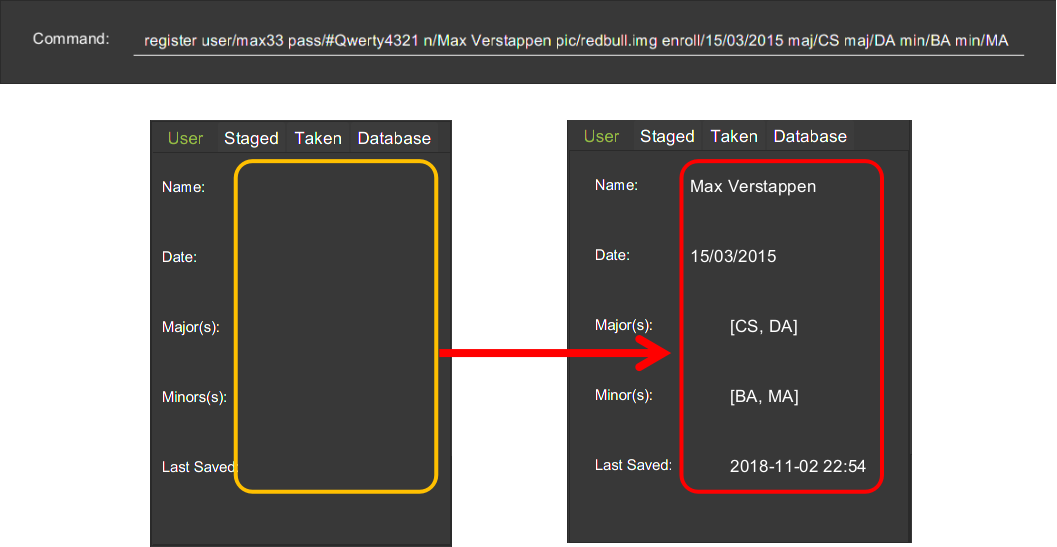 Command: register user/max33 pass/#Qwerty4321 n/Max Verstappen pic/redbull.img enroll/15/03/2015 maj/CS maj/DA min/BA min/MA
User Staged Taken Database
Name:
Date:
Major(s):
Minors(s):
Last Saved:
User Staged Taken Database
Name: Max Verstappen
Date: 15/03/2015
Major(s): [CS, DA]
Minor(s): [BA, MA]
Last Saved: 2018-11-02 22:54